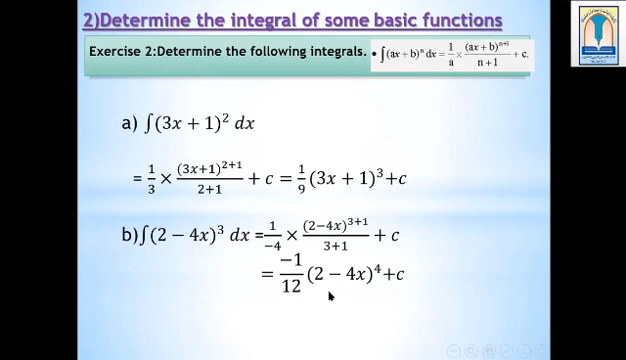 2)Determine the integral of some basic functions
Exercise 2:Determine the following integrals. • ∫(ax + b)ⁿ dx = 1/a × (ax + b)ⁿ⁺¹/(n + 1) + c.
a) ∫(3x + 1)² dx
= 1/3 × (3x+1)²⁺¹/(2+1) + c = 1/9 (3x + 1)³+c
b)∫(2 − 4x)³ dx =1/−4 × (2−4x)³⁺¹/(3+1) + c
= −1/12 (2 − 4x)⁴+c